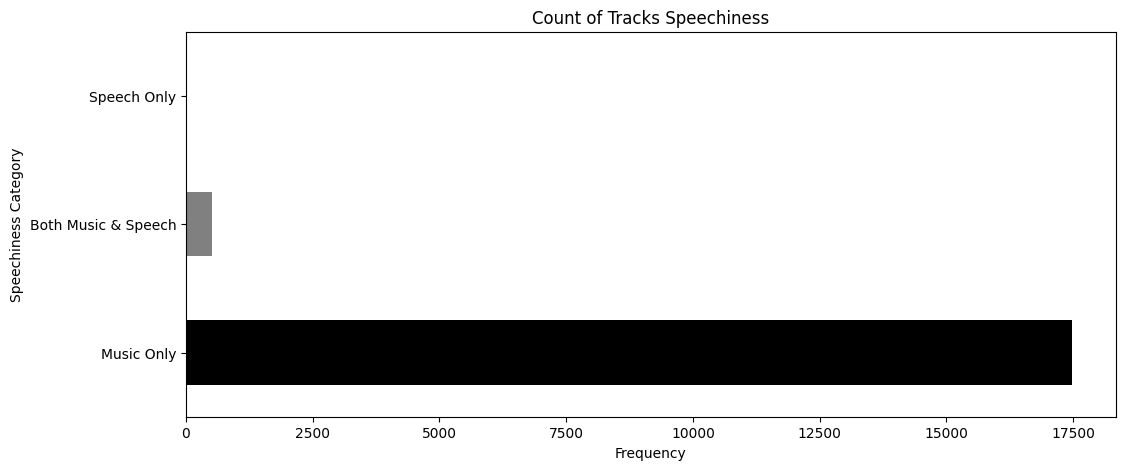 Count of Tracks Speechiness
Speechiness Category
Speech Only
Both Music & Speech
Music Only
0 2500 5000 7500 10000 12500 15000 17500
Frequency